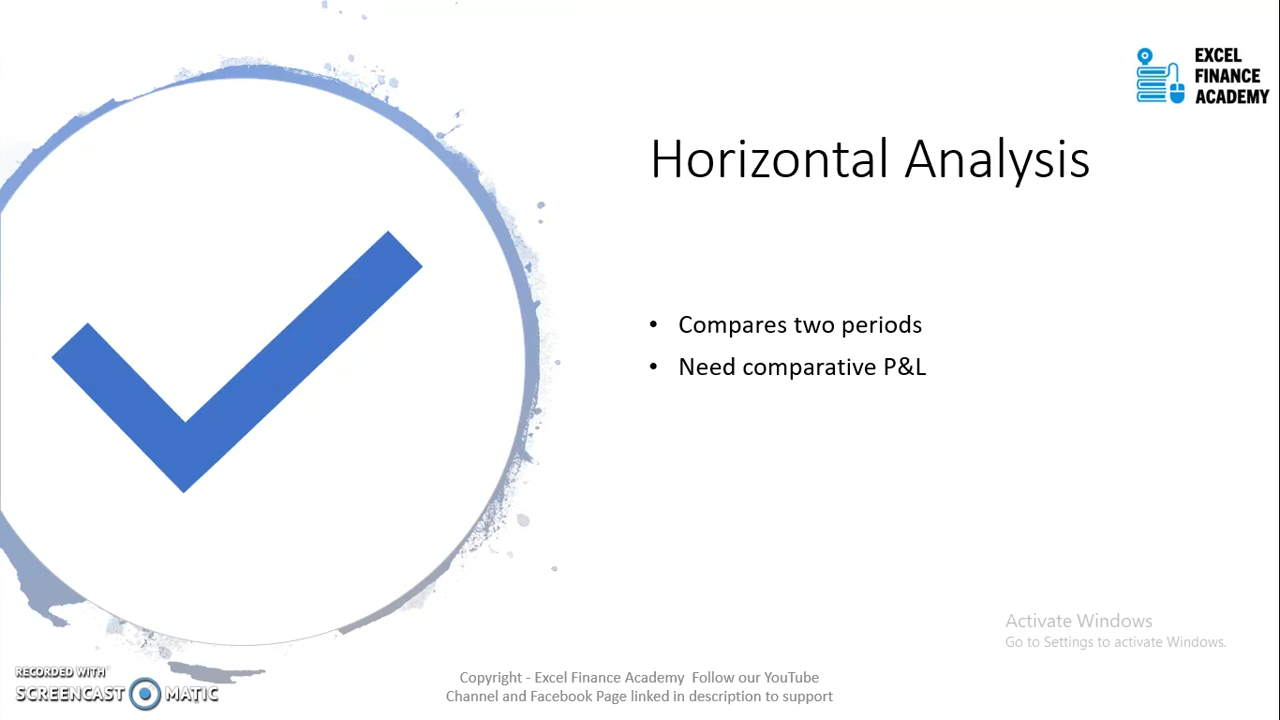 EXCEL
FINANCE
ACADEMY
Horizontal Analysis
• Compares two periods
• Need comparative P&L
Activate Windows
Go to Settings to activate Windows.
RECORDED WITH
SCREENCAST MATIC
Copyright - Excel Finance Academy Follow our YouTube
Channel and Facebook Page linked in description to support